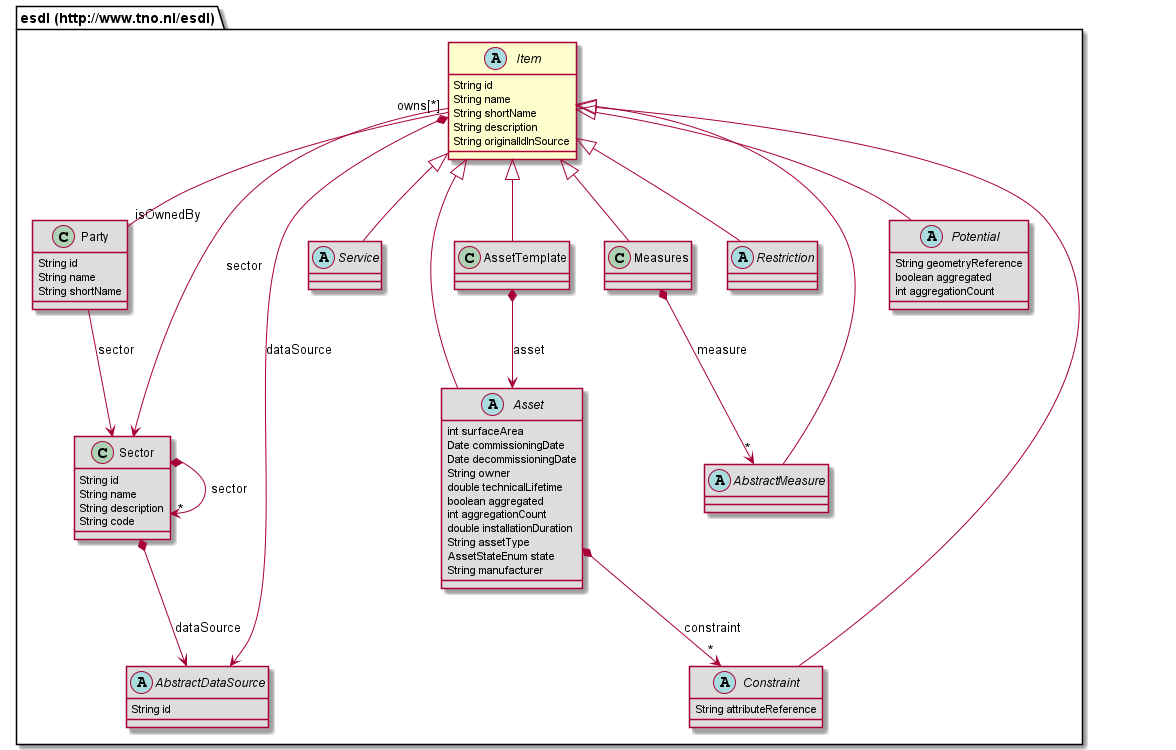 esdl (http://www.tno.nl/esdl)
A Item
String id
String name
String shortName
String description
String originalIdInSource
owns[*]
isOwnedBy
C Party
String id
String name
String shortName
A Service
C AssetTemplate
C Measures
A Restriction
A Potential
String geometryReference
boolean aggregated
int aggregationCount
sector
sector
dataSource
asset
measure
*
A Asset
int surfaceArea
Date commissioningDate
Date decommissioningDate
String owner
double technicalLifetime
boolean aggregated
int aggregationCount
double installationDuration
String assetType
AssetStateEnum state
String manufacturer
C Sector
String id
String name
String description
String code
sector
*
A AbstractMeasure
dataSource
constraint
*
A AbstractDataSource
String id
A Constraint
String attributeReference